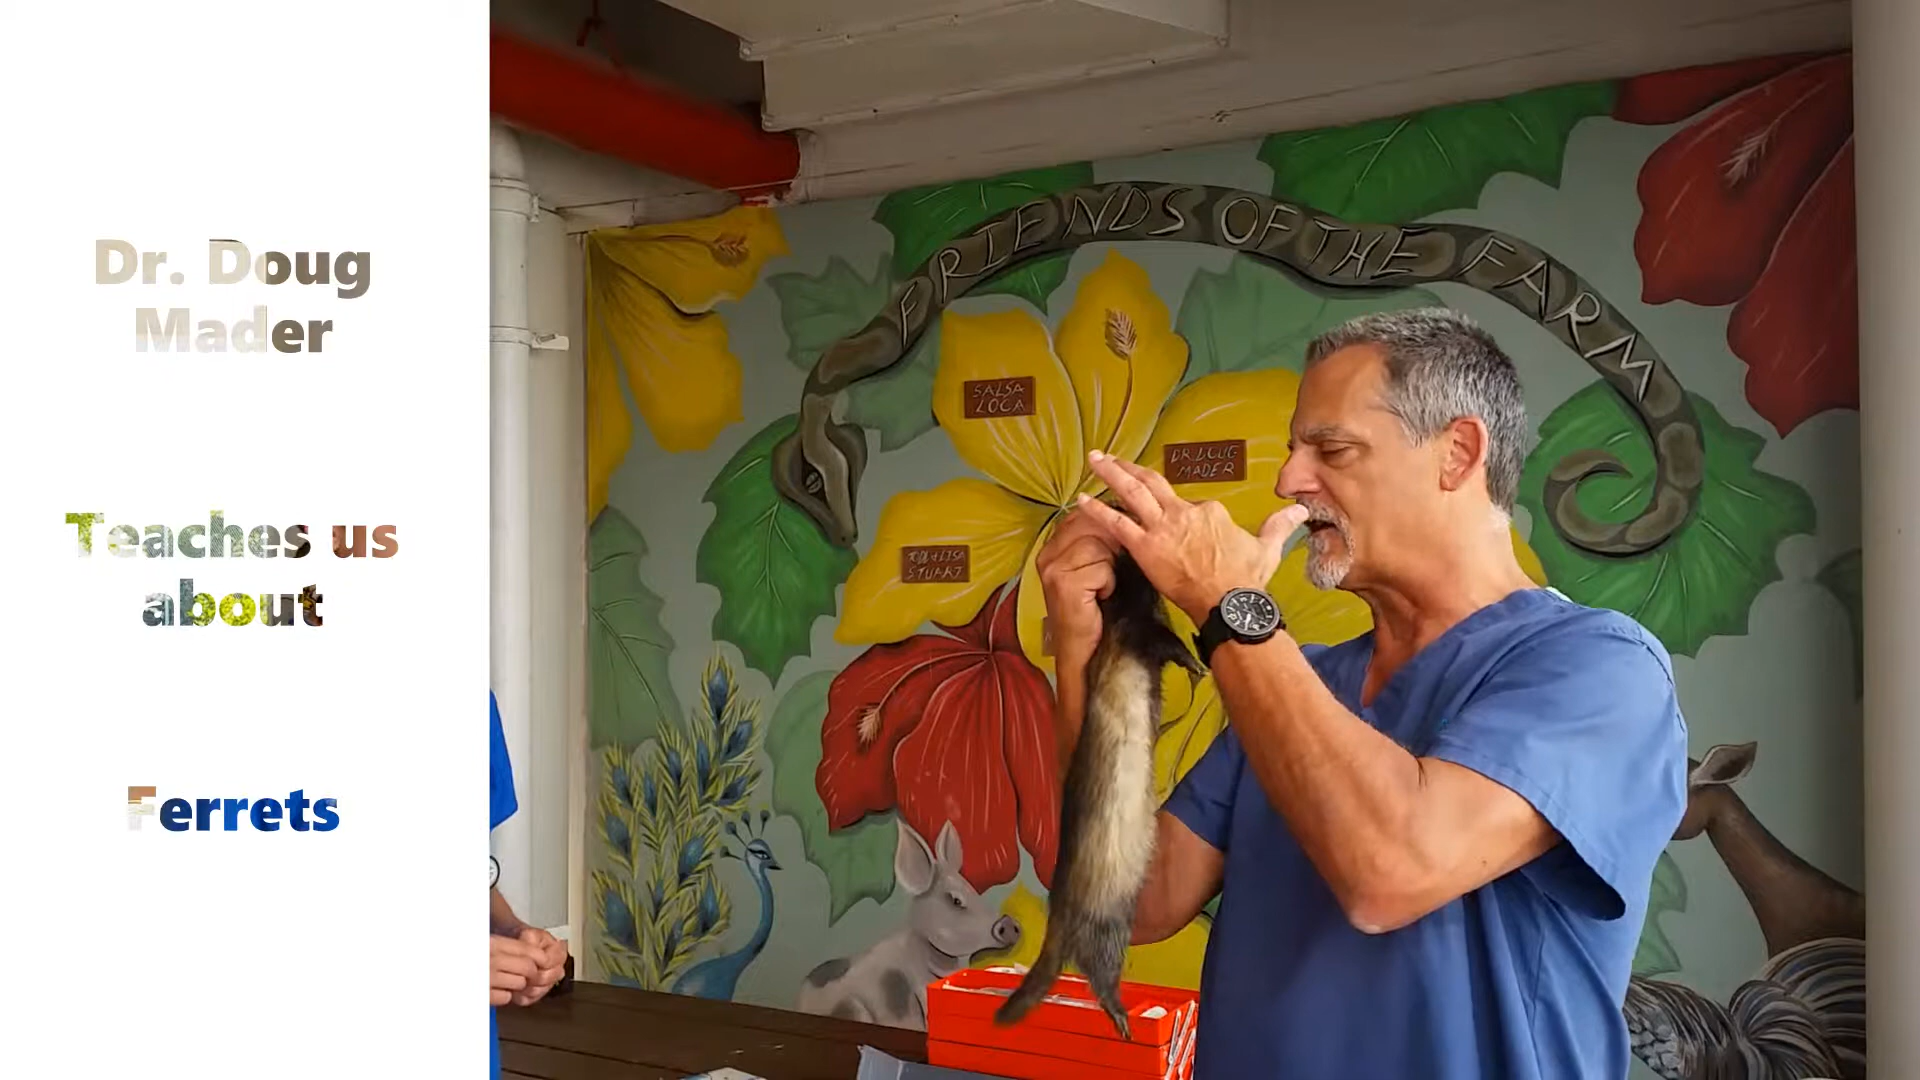 Dr. Doug
Mader
Teaches us
about
Ferrets
FRIENDS OF THE FARM
SALSA
LOCA
DR. DOUG
MADER
STUART